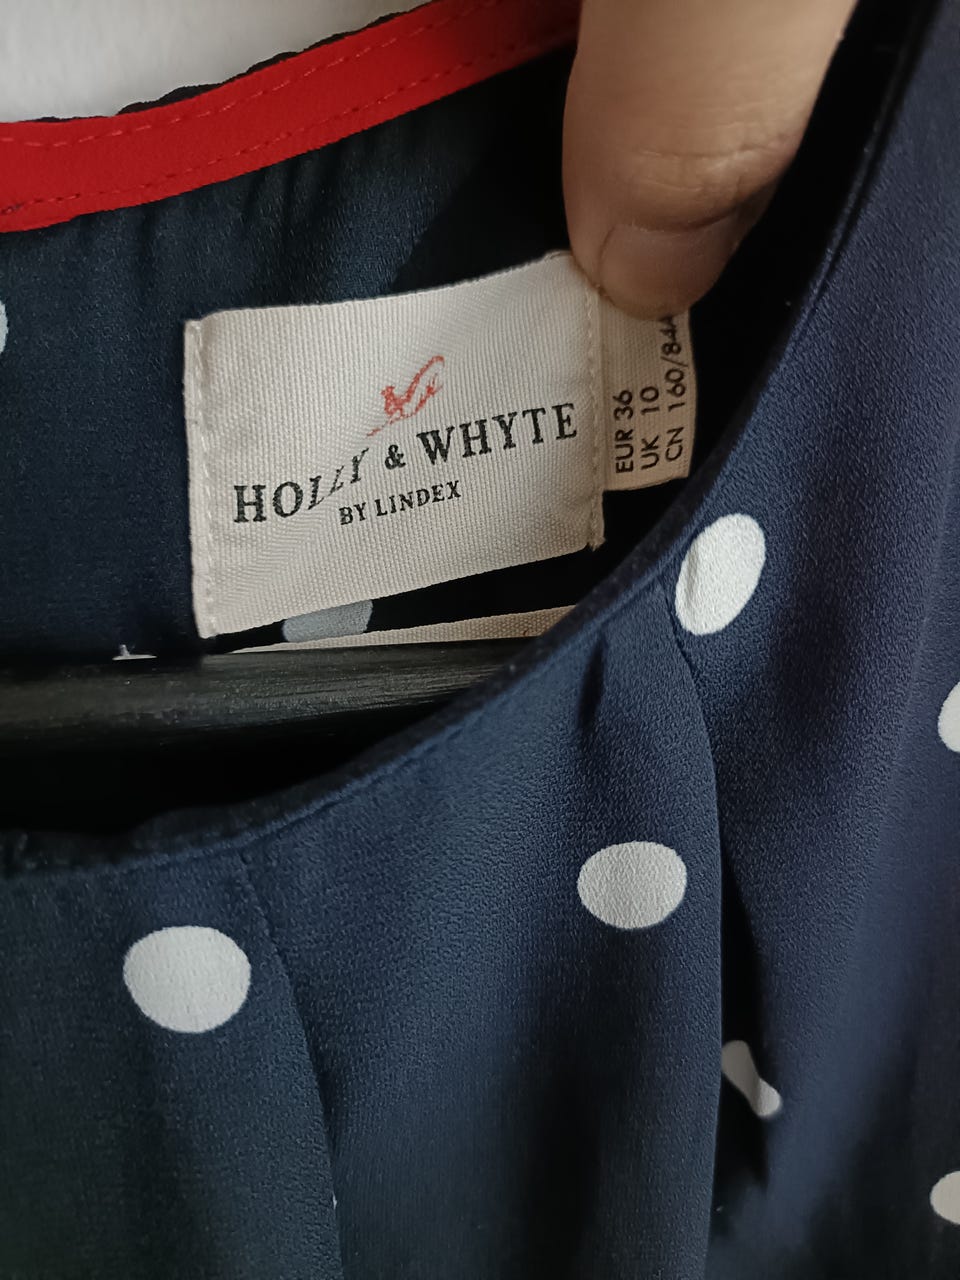 HOLLY & WHYTE
BY LINDEX
EUR 36
UK 10
CN 160/84A